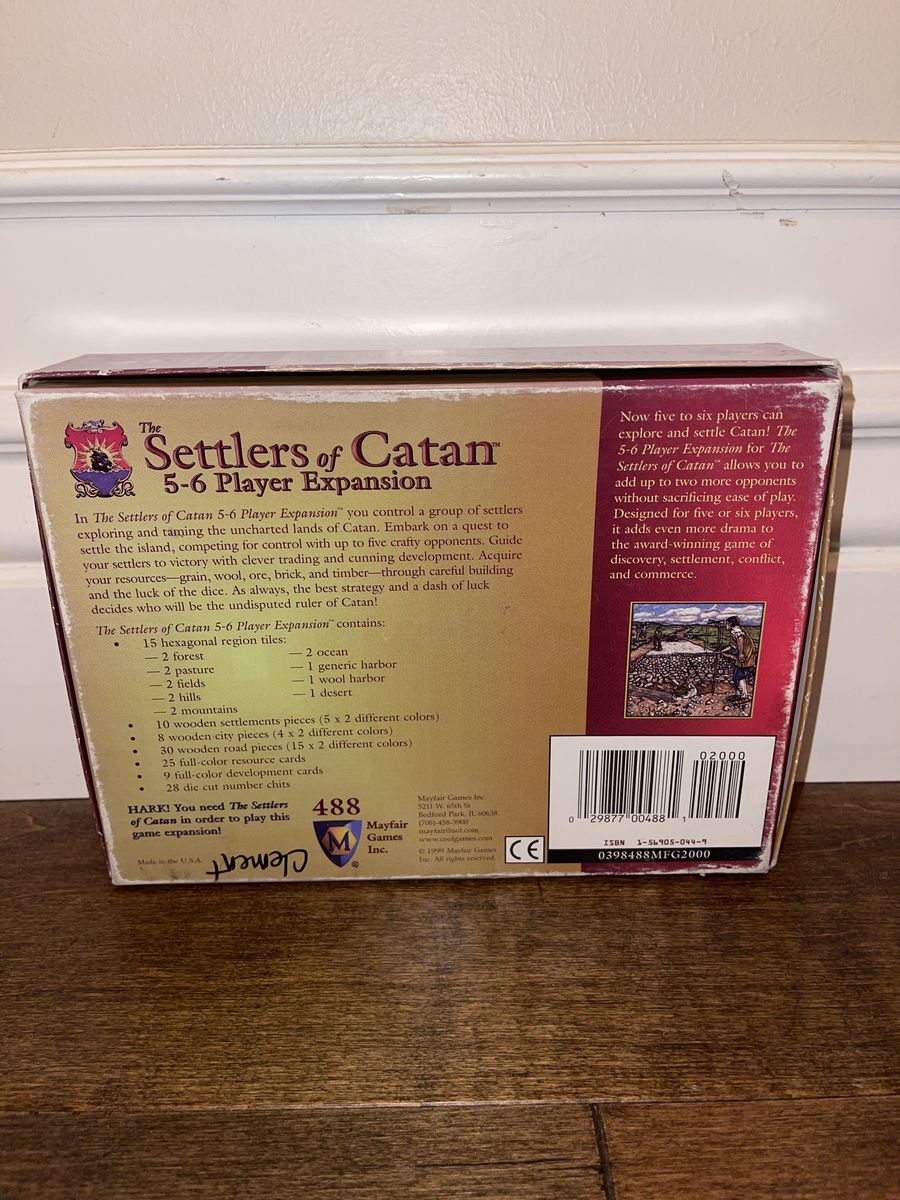 The
Settlers of Catan™
5-6 Player Expansion
In The Settlers of Catan 5-6 Player Expansion™ you control a group of settlers
exploring and taming the uncharted lands of Catan. Embark on a quest to
settle the island, competing for control with up to five crafty opponents. Guide
your settlers to victory with clever trading and cunning development. Acquire
your resources—grain, wool, ore, brick, and timber—through careful building
and the luck of the dice. As always, the best strategy and a dash of luck
decides who will be the undisputed ruler of Catan!
The Settlers of Catan 5-6 Player Expansion™ contains:
• 15 hexagonal region tiles:
— 2 forest
— 2 pasture
— 2 fields
— 2 hills
— 2 mountains
— 2 ocean
— 1 generic harbor
— 1 wool harbor
— 1 desert
• 10 wooden settlements pieces (5 x 2 different colors)
• 8 wooden city pieces (4 x 2 different colors)
• 30 wooden road pieces (15 x 2 different colors)
• 25 full-color resource cards
• 9 full-color development cards
• 28 die cut number chits
HARK! You need The Settlers
of Catan in order to play this
game expansion!
Made in the U.S.A.
Clement
488
M
®
Mayfair
Games
Inc.
Mayfair Games Inc.
5211 W. 65th St
Bedford Park, IL 60638
(708)-458-3900
mayfair@aol.com
www.coolgames.com
© 1999 Mayfair Games
Inc. All rights reserved.
CE
Now five to six players can
explore and settle Catan! The
5-6 Player Expansion for The
Settlers of Catan™ allows you to
add up to two more opponents
without sacrificing ease of play.
Designed for five or six players,
it adds even more drama to
the award-winning game of
discovery, settlement, conflict,
and commerce.
02000
0 29877 00488 1
ISBN 1-56905-044-9
0398488MFG2000